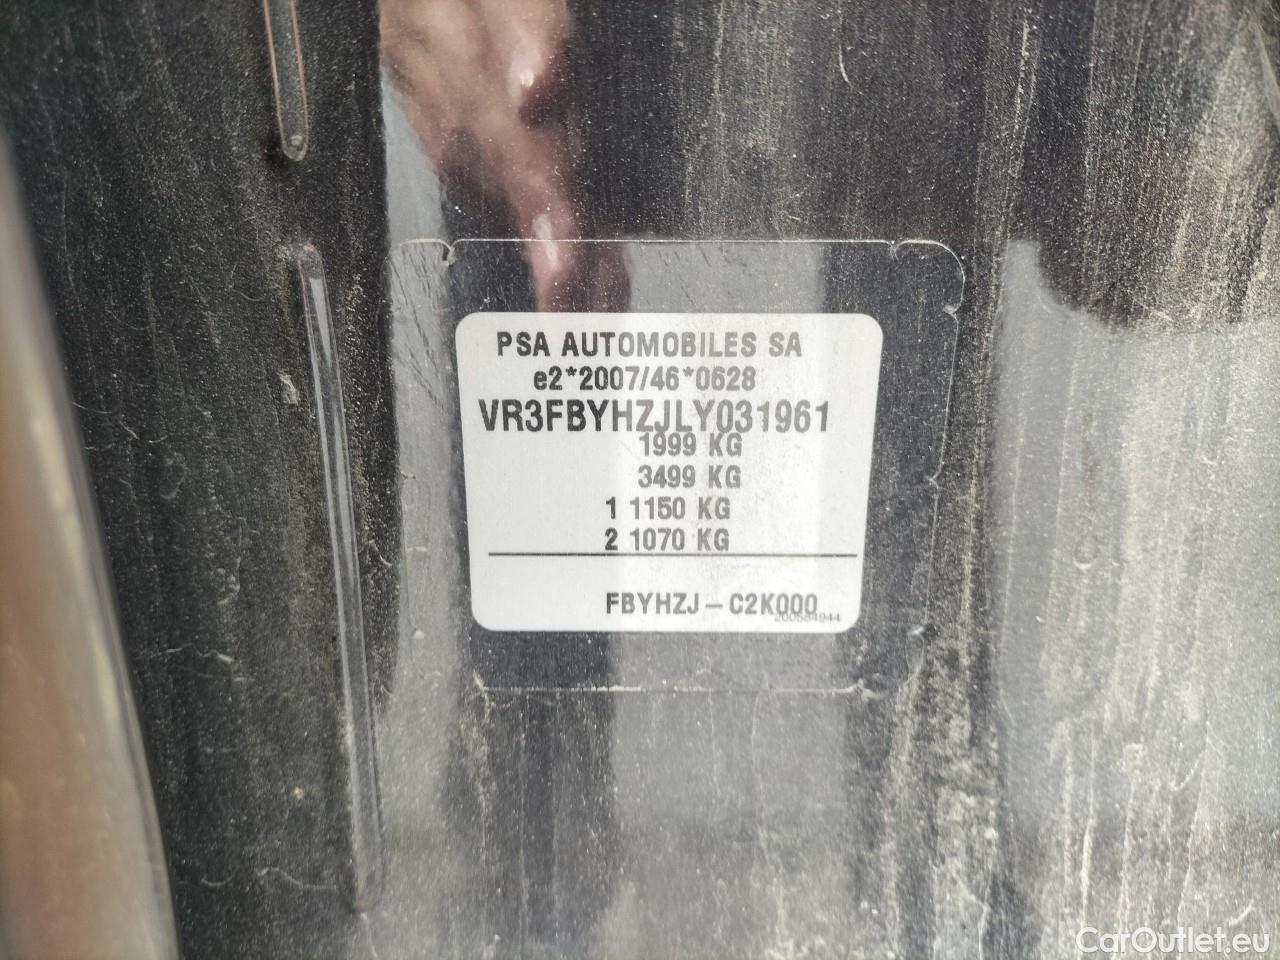 PSA AUTOMOBILES SA
e2*2007/46*0628
VR3FBYHZJLY031961
1999 KG
3499 KG
1 1150 KG
2 1070 KG
FBYHZJ - C2K000
200584944
CarOutlet.eu